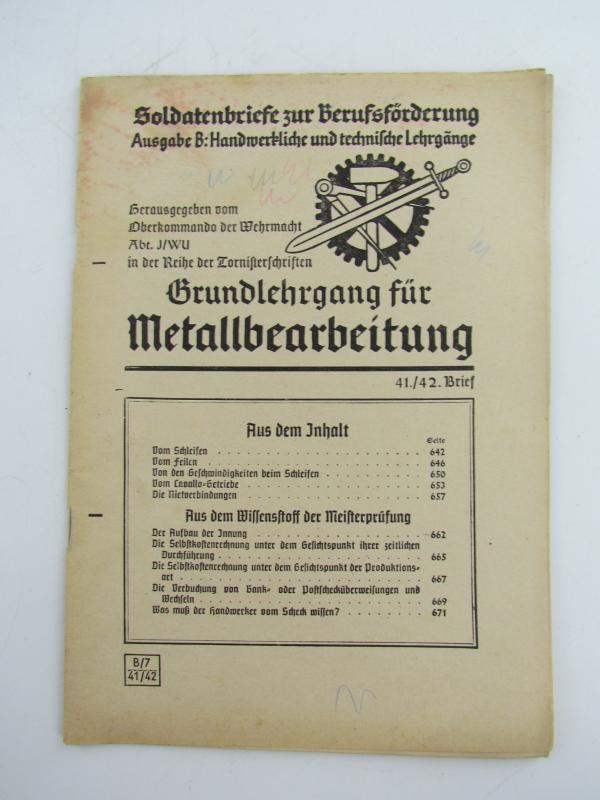 Soldatenbriefe zur Berufsförderung
Ausgabe B: Handwerkliche und technische Lehrgänge
Herausgegeben vom
Oberkommando der Wehrmacht
Abt. J/WU
in der Reihe der Tornisterschriften
Grundlehrgang für
Metallbearbeitung
41./42. Brief
Aus dem Inhalt
Seite
Vom Schleifen . . . . . . . . . . . . . . . . . . . . 642
Vom Feilen . . . . . . . . . . . . . . . . . . . . 646
Von den Geschwindigkeiten beim Schleifen . . . . . . . . . . 650
Vom Lavallo-Getriebe . . . . . . . . . . . . . . . . . 653
Die Nietverbindungen . . . . . . . . . . . . . . . . . 657
Aus dem Wissensstoff der Meisterprüfung
Der Aufbau der Innung . . . . . . . . . . . . . . . . 662
Die Selbstkostenrechnung unter dem Gesichtspunkt ihrer zeitlichen
Durchführung . . . . . . . . . . . . . . . . . . . 665
Die Selbstkostenrechnung unter dem Gesichtspunkt der Produktions-
art . . . . . . . . . . . . . . . . . . . . . . 667
Die Verbuchung von Bank- oder Postschecküberweisungen und
Wechseln . . . . . . . . . . . . . . . . . . . . 669
Was muß der Handwerker vom Scheck wissen? . . . . . . . . 671
B/7
41/42